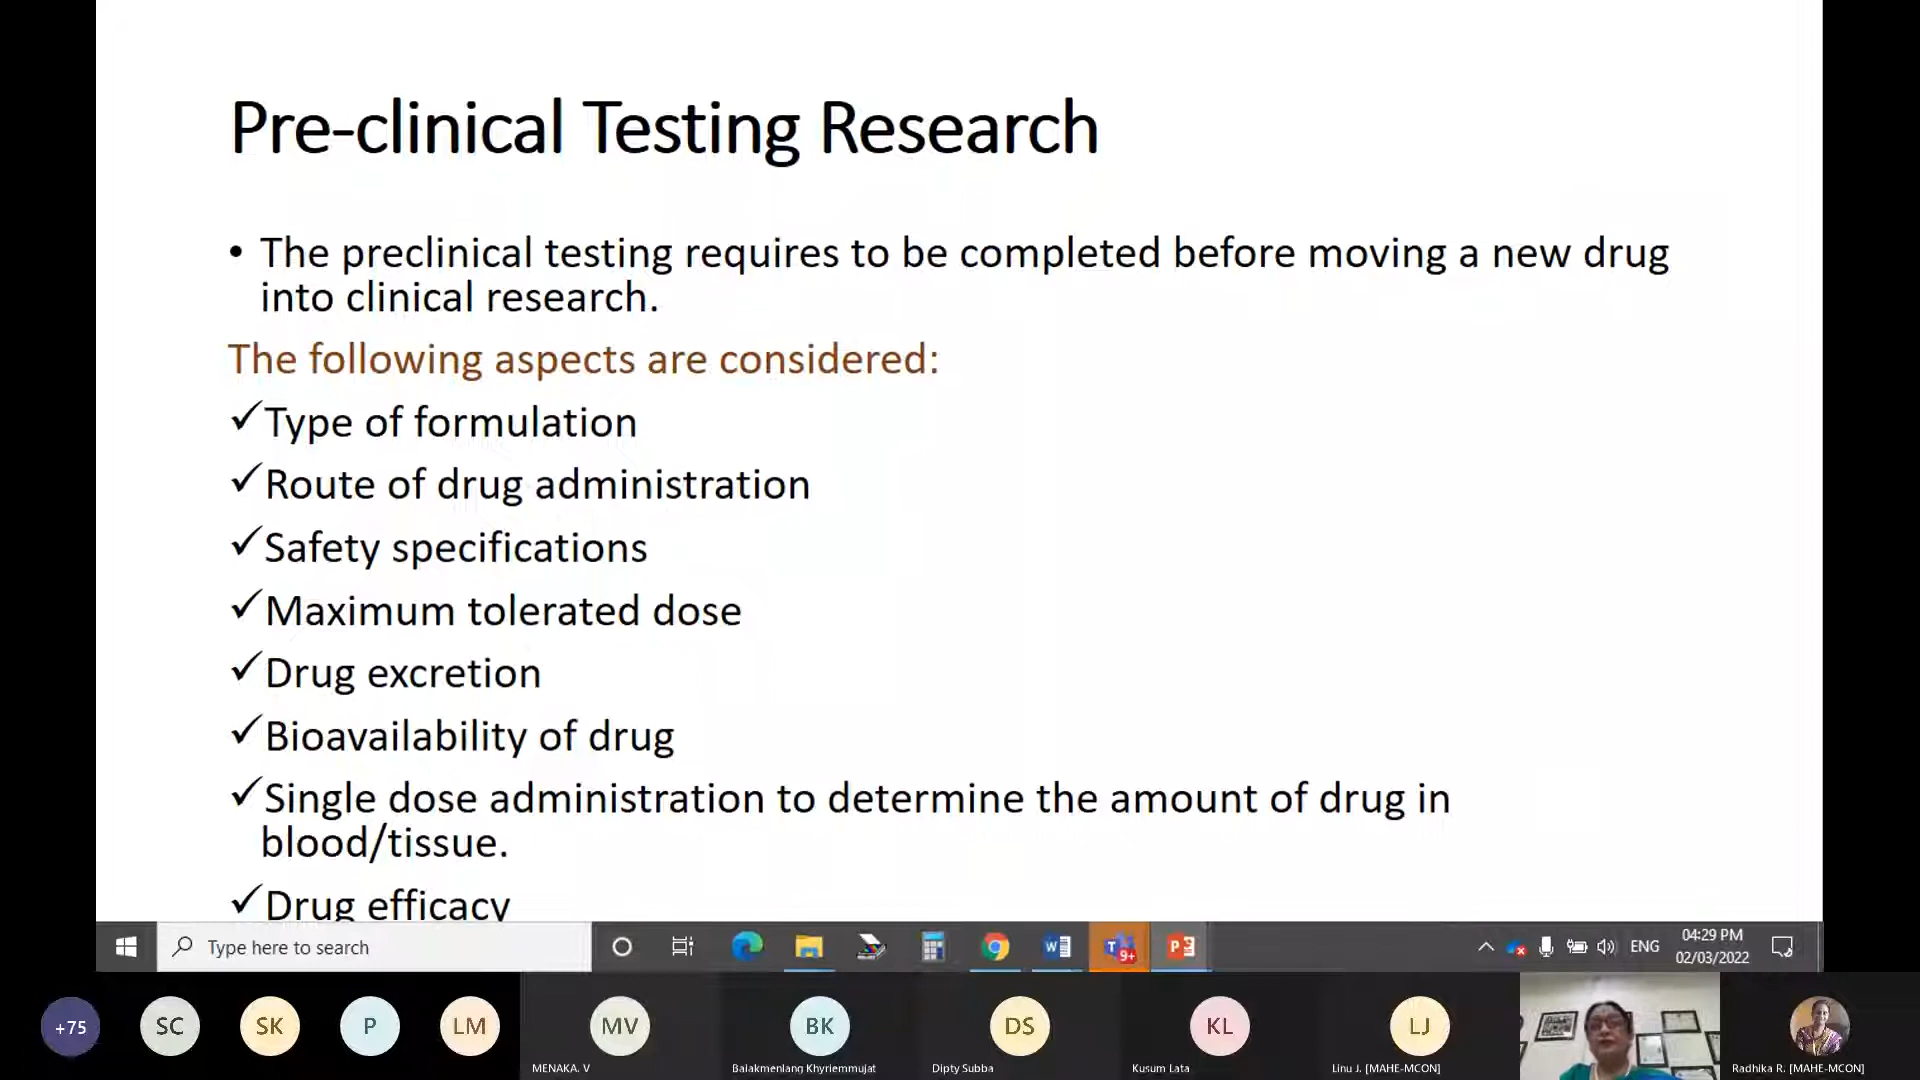 Pre-clinical Testing Research
• The preclinical testing requires to be completed before moving a new drug
into clinical research.
The following aspects are considered:
✓Type of formulation
✓Route of drug administration
✓Safety specifications
✓Maximum tolerated dose
✓Drug excretion
✓Bioavailability of drug
✓Single dose administration to determine the amount of drug in
blood/tissue.
✓Drug efficacy
Type here to search
9+
ENG
04:29 PM
02/03/2022
+75
SC
SK
P
LM
MV
BK
DS
KL
LJ
MENAKA. V
Balakmenlang Khyriemmujat
Dipty Subba
Kusum Lata
Linu J. [MAHE-MCON]
Radhika R. [MAHE-MCON]